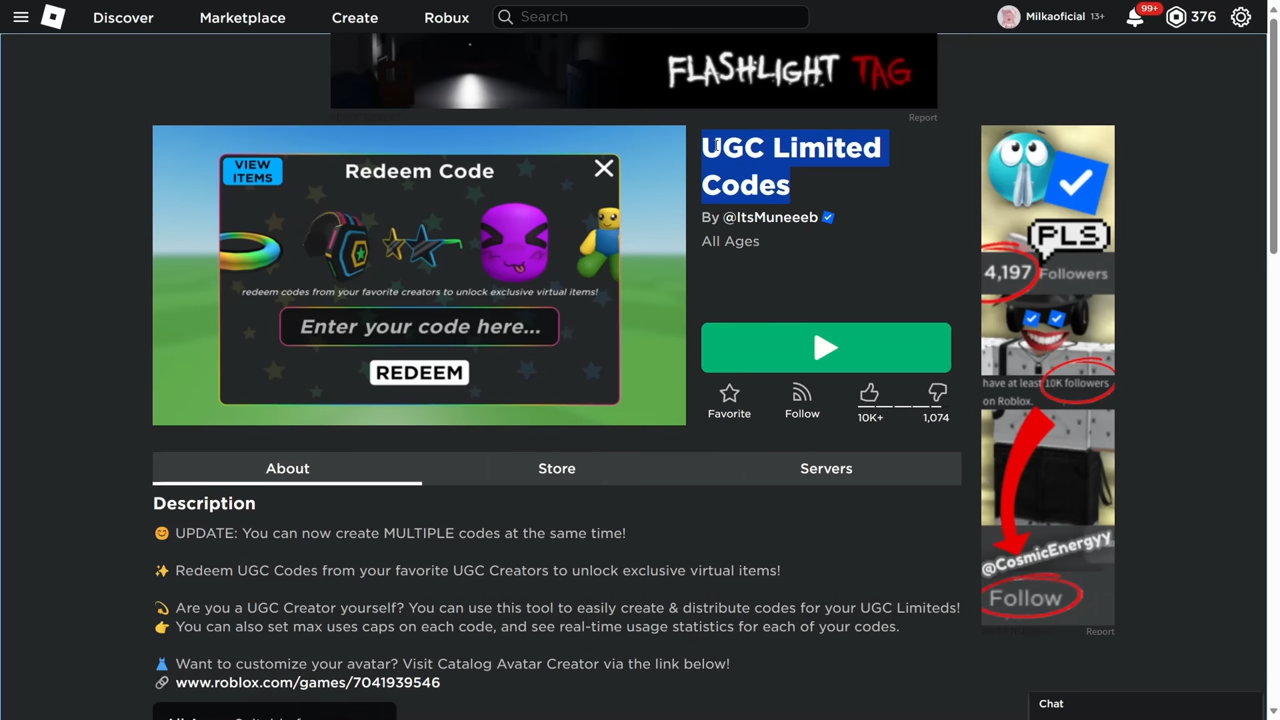 Discover
Marketplace
Create
Robux
Search
Milkaoficial 13+
99+
376
FLASHLIGHT TAG
Report
VIEW
ITEMS
Redeem Code
redeem codes from your favorite creators to unlock exclusive virtual items!
Enter your code here...
REDEEM
UGC Limited
Codes
By @ItsMuneeeb
All Ages
Favorite
Follow
10K+
1,074
PLS
4,197 Followers
have at least 10K followers
on Roblox.
@CosmicEnergyy
Follow
Report
About
Store
Servers
Description
😊 UPDATE: You can now create MULTIPLE codes at the same time!
✨ Redeem UGC Codes from your favorite UGC Creators to unlock exclusive virtual items!
💫 Are you a UGC Creator yourself? You can use this tool to easily create & distribute codes for your UGC Limiteds!
👉 You can also set max uses caps on each code, and see real-time usage statistics for each of your codes.
👗 Want to customize your avatar? Visit Catalog Avatar Creator via the link below!
🔗 www.roblox.com/games/7041939546
Chat